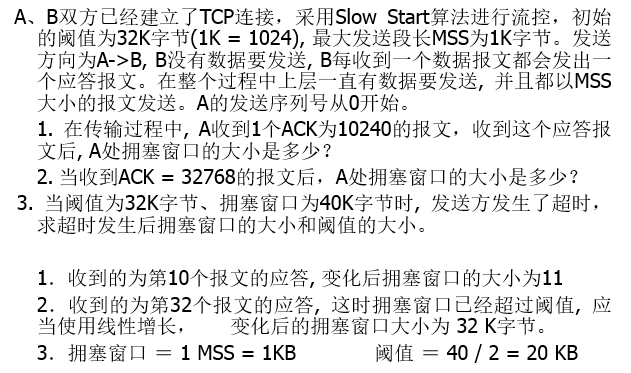 A、B双方已经建立了TCP连接，采用Slow Start算法进行流控，初始
的阈值为32K字节(1K = 1024), 最大发送段长MSS为1K字节。发送
方向为A->B, B没有数据要发送, B每收到一个数据报文都会发出一
个应答报文。在整个过程中上层一直有数据要发送, 并且都以MSS
大小的报文发送。A的发送序列号从0开始。
1. 在传输过程中, A收到1个ACK为10240的报文，收到这个应答报
文后, A处拥塞窗口的大小是多少？
2. 当收到ACK = 32768的报文后，A处拥塞窗口的大小是多少？
3. 当阈值为32K字节、拥塞窗口为40K字节时, 发送方发生了超时，
求超时发生后拥塞窗口的大小和阈值的大小。
1．收到的为第10个报文的应答, 变化后拥塞窗口的大小为11
2．收到的为第32个报文的应答, 这时拥塞窗口已经超过阈值, 应
当使用线性增长， 变化后的拥塞窗口大小为 32 K字节。
3．拥塞窗口 ＝ 1 MSS = 1KB 阈值 ＝ 40 / 2 = 20 KB